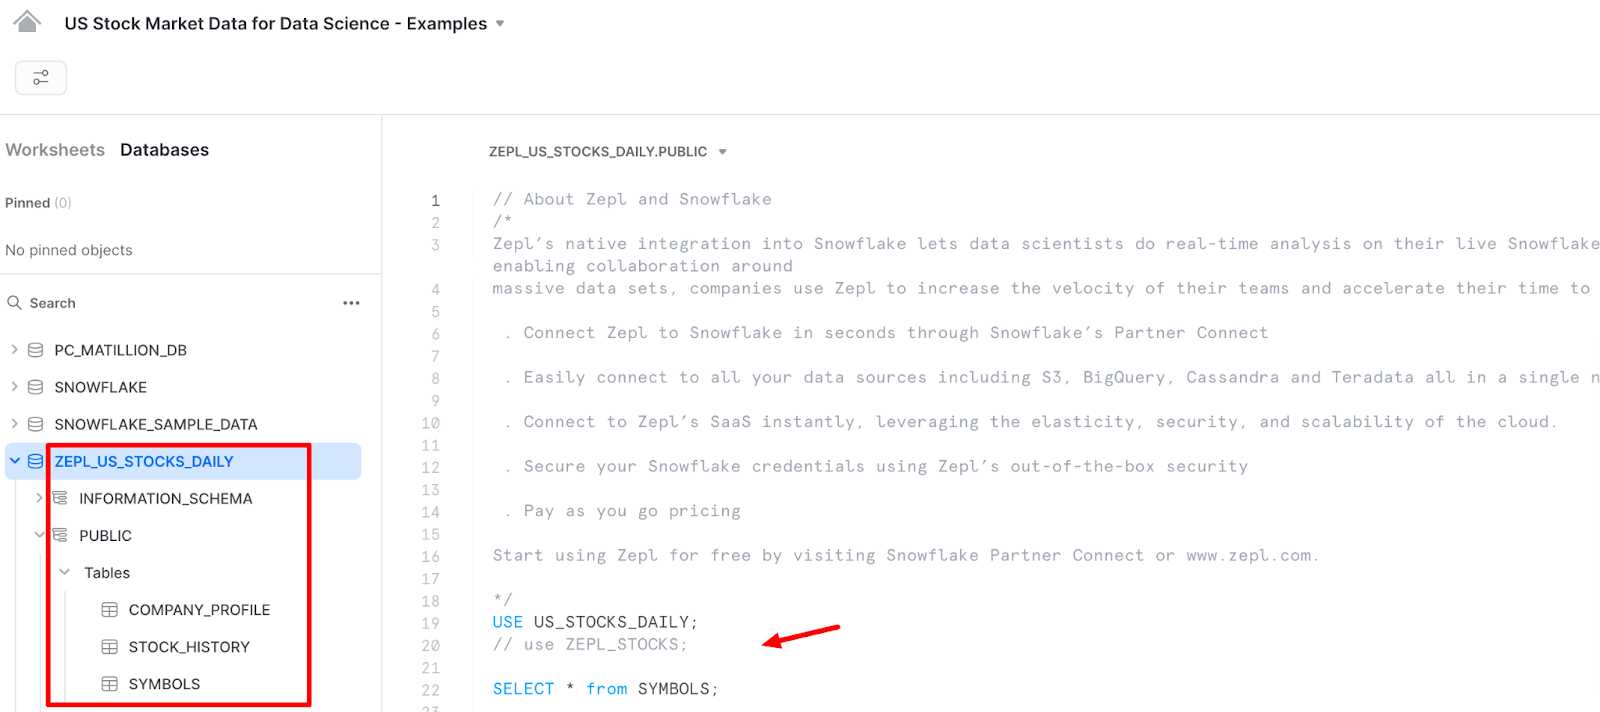 US Stock Market Data for Data Science - Examples
Worksheets Databases
Pinned (0)
No pinned objects
Search
PC_MATILLION_DB
SNOWFLAKE
SNOWFLAKE_SAMPLE_DATA
ZEPL_US_STOCKS_DAILY
INFORMATION_SCHEMA
PUBLIC
Tables
COMPANY_PROFILE
STOCK_HISTORY
SYMBOLS
ZEPL_US_STOCKS_DAILY.PUBLIC
1 // About Zepl and Snowflake
2 /*
3 Zepl's native integration into Snowflake lets data scientists do real-time analysis on their live Snowflake
enabling collaboration around
4 massive data sets, companies use Zepl to increase the velocity of their teams and accelerate their time to
5
6 . Connect Zepl to Snowflake in seconds through Snowflake's Partner Connect
7
8 . Easily connect to all your data sources including S3, BigQuery, Cassandra and Teradata all in a single n
9
10 . Connect to Zepl's SaaS instantly, leveraging the elasticity, security, and scalability of the cloud.
11
12 . Secure your Snowflake credentials using Zepl's out-of-the-box security
13
14 . Pay as you go pricing
15
16 Start using Zepl for free by visiting Snowflake Partner Connect or www.zepl.com.
17
18 */
19 USE US_STOCKS_DAILY;
20 // use ZEPL_STOCKS;
21
22 SELECT * from SYMBOLS;
23